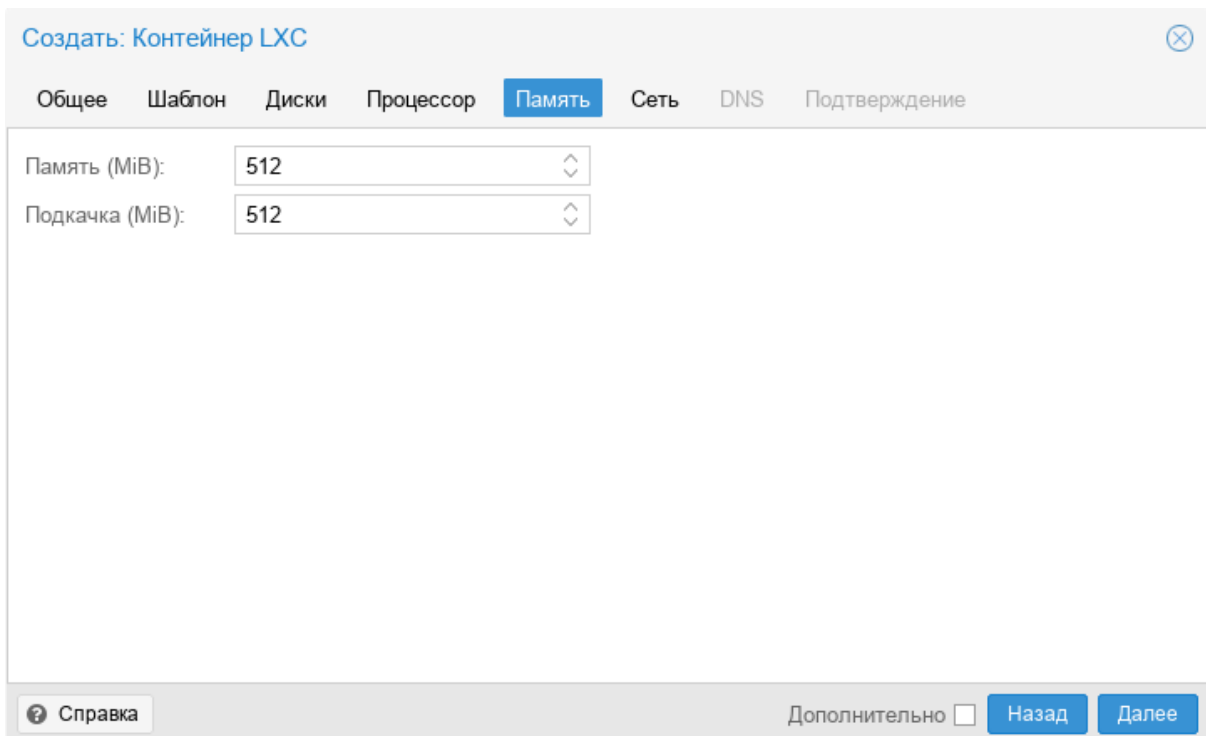 Создать: Контейнер LXC
Общее Шаблон Диски Процессор Память Сеть DNS Подтверждение
Память (MiB): 512
Подкачка (MiB): 512
Справка Дополнительно Назад Далее